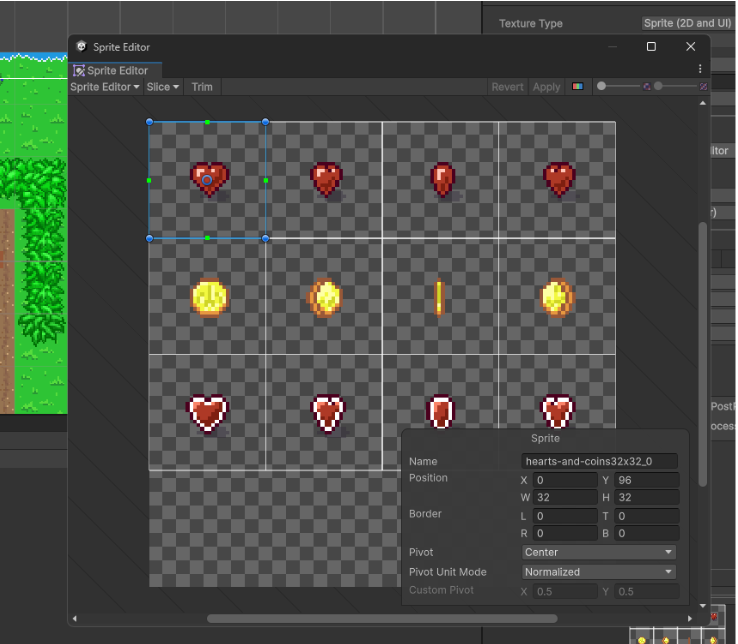 Texture Type Sprite (2D and UI)
Sprite Editor
Sprite Editor
Sprite Editor Slice Trim Revert Apply
itor
r)
Sprite
Name hearts-and-coins32x32_0
Position X 0 Y 96
W 32 H 32
Border L 0 T 0
R 0 B 0
Pivot Center
Pivot Unit Mode Normalized
Custom Pivot X 0.5 Y 0.5
PostP
ocess